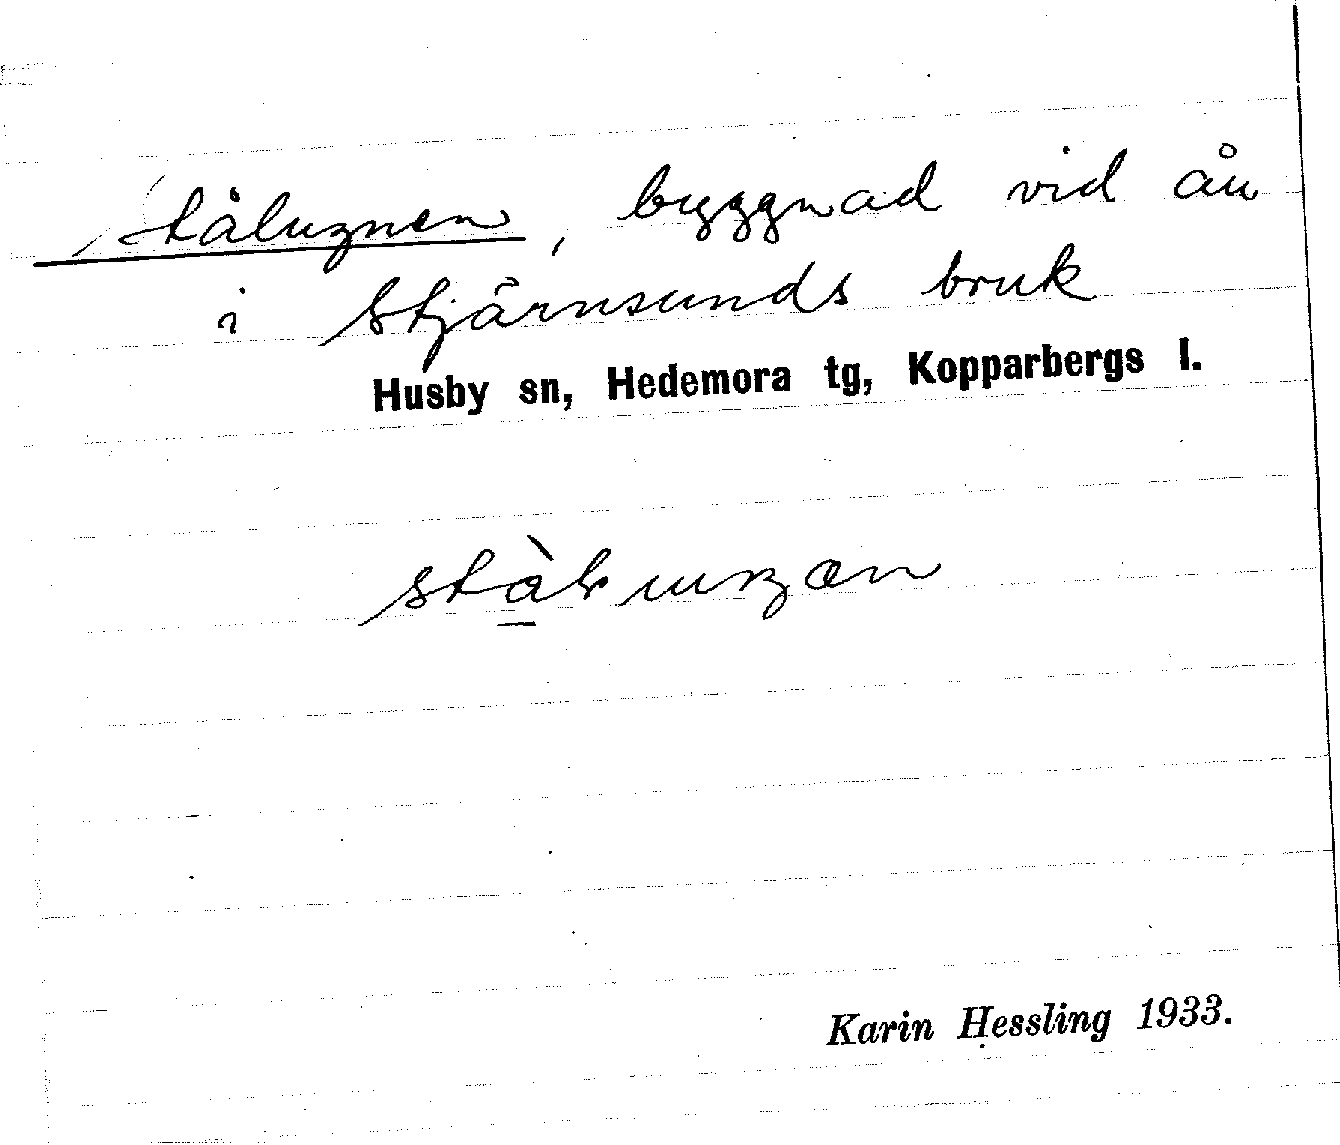 Stålugnen, byggnad vid ån
i Stjärnsunds bruk
Husby sn, Hedemora tg, Kopparbergs l.
Karin Hessling 1933.